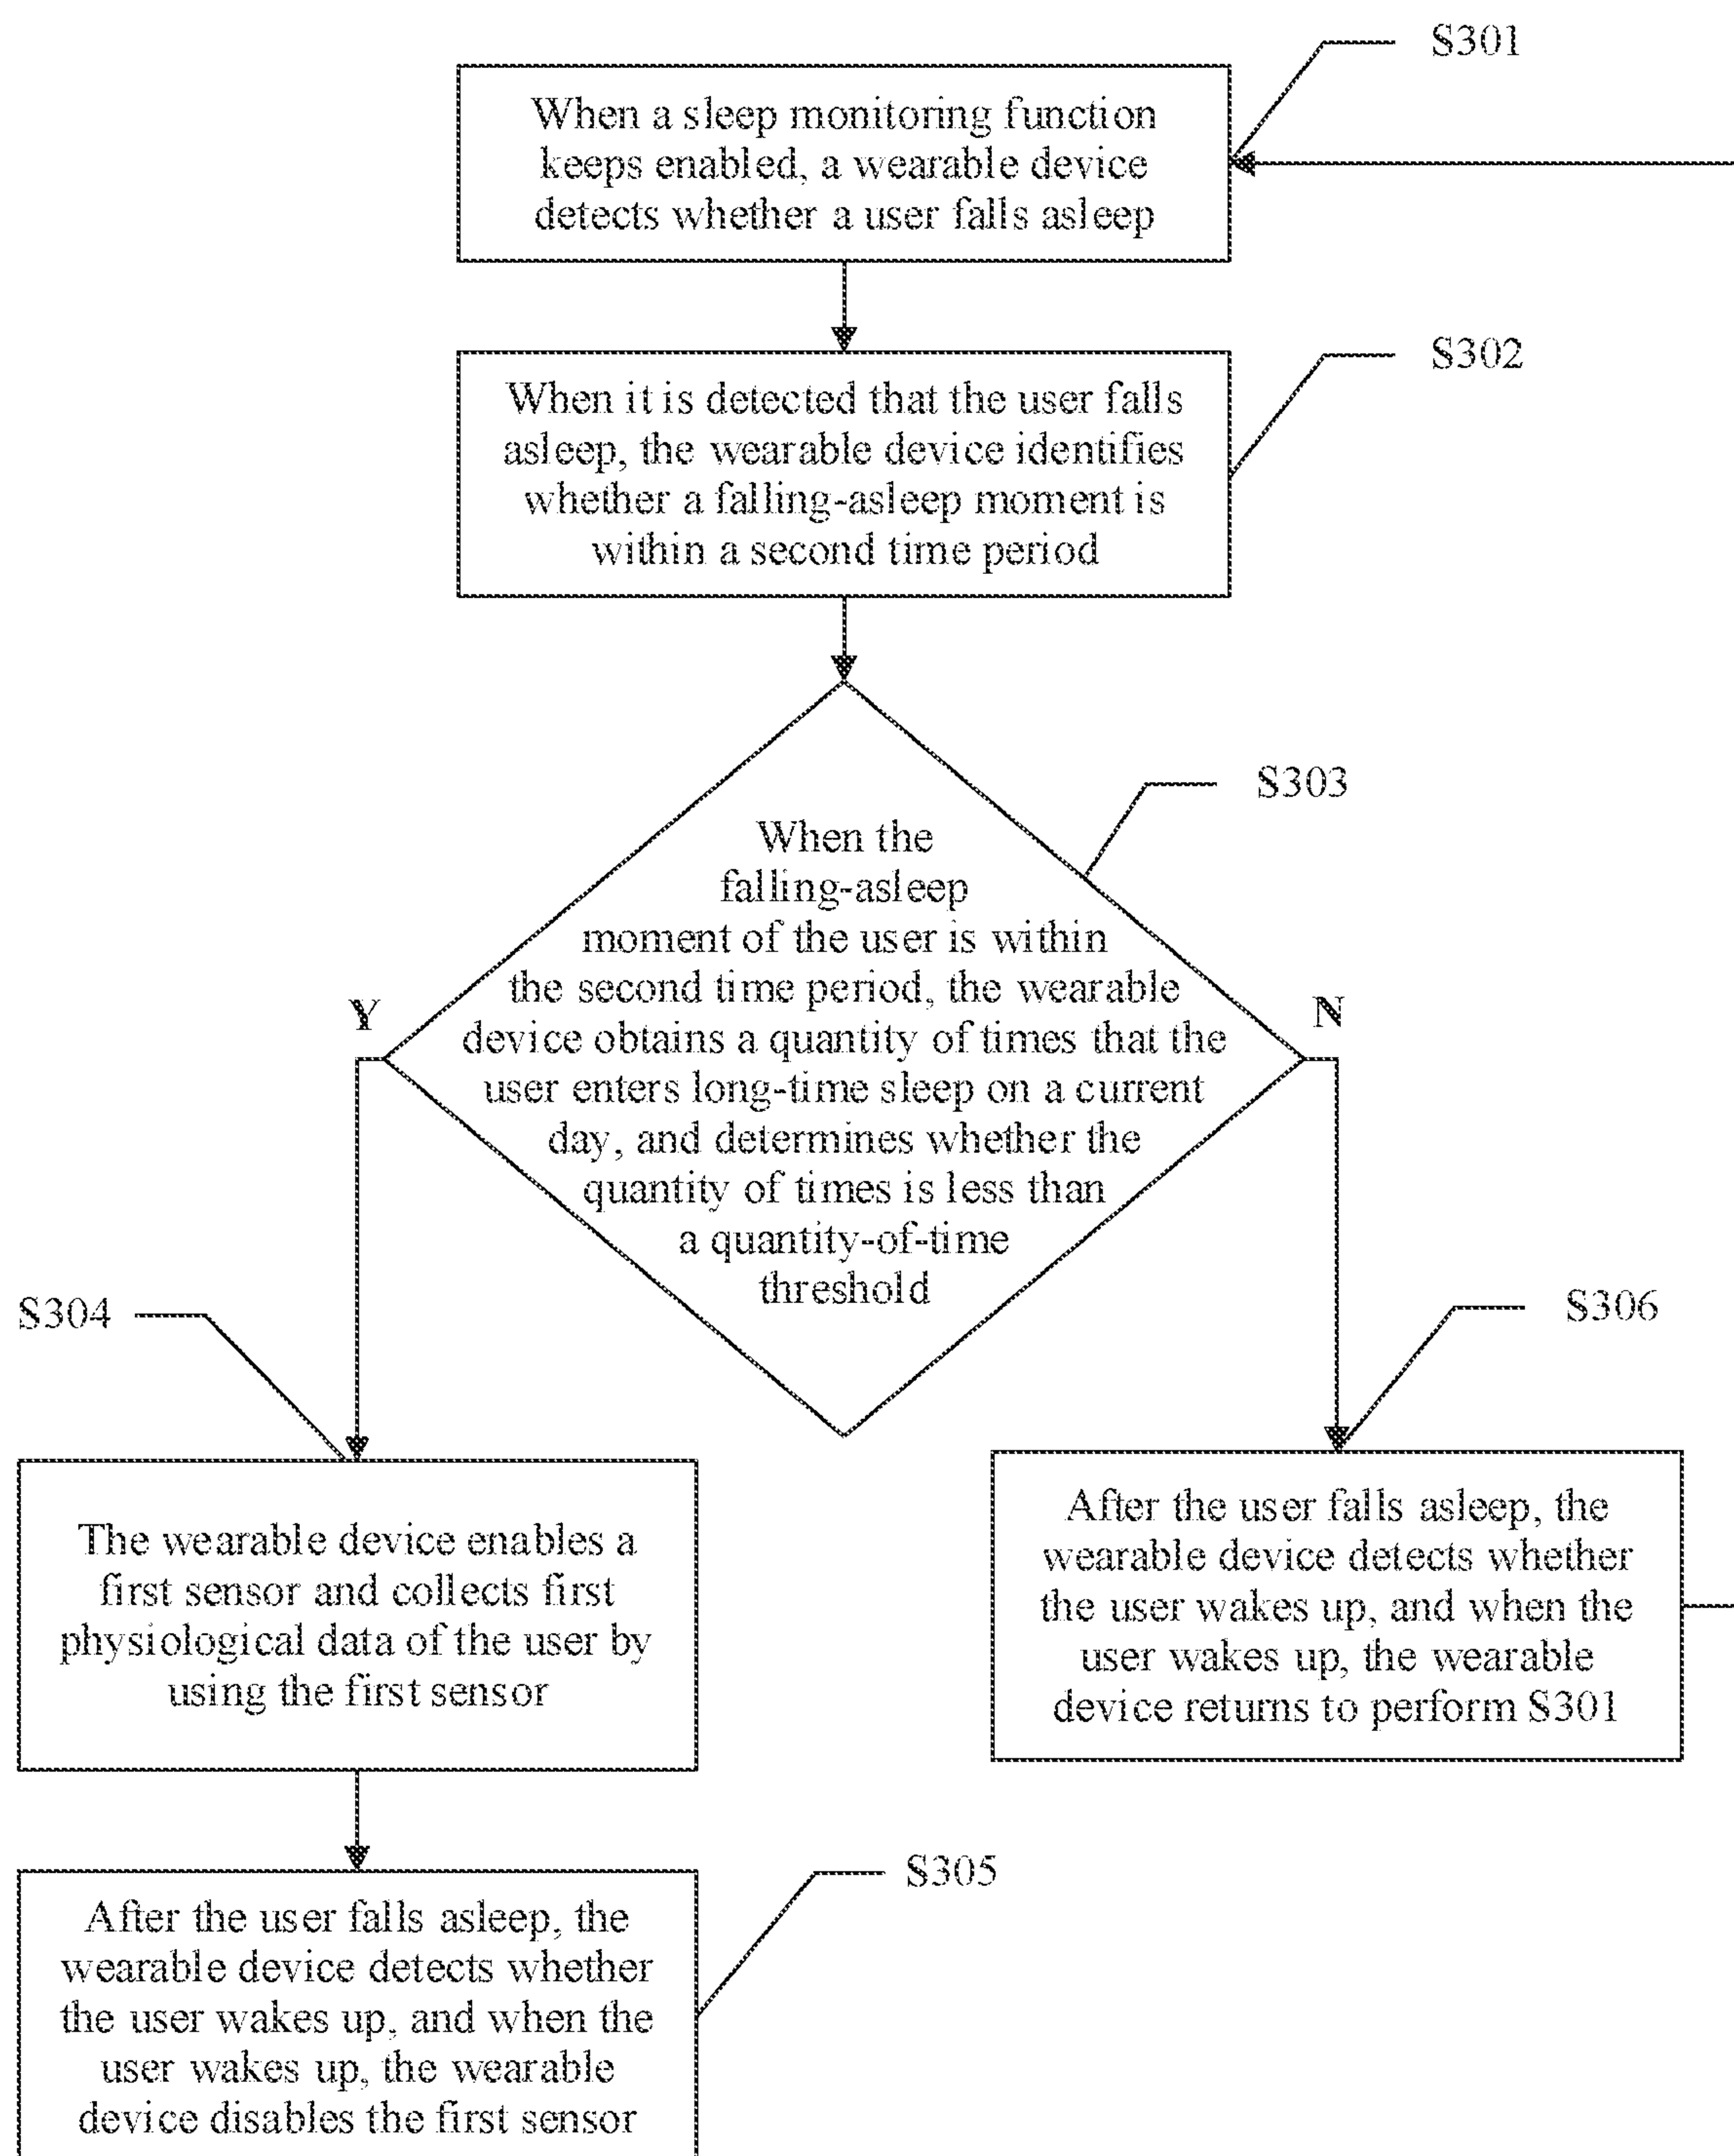 S301
When a sleep monitoring function
keeps enabled, a wearable device
detects whether a user falls asleep
S302
When it is detected that the user falls
asleep, the wearable device identifies
whether a falling-asleep moment is
within a second time period
S303
When the
falling-asleep
moment of the user is within
the second time period, the wearable
device obtains a quantity of times that the
user enters long-time sleep on a current
day, and determines whether the
quantity of times is less than
a quantity-of-time
threshold
Y
N
S304
The wearable device enables a
first sensor and collects first
physiological data of the user by
using the first sensor
S306
After the user falls asleep, the
wearable device detects whether
the user wakes up, and when the
user wakes up, the wearable
device returns to perform S301
S305
After the user falls asleep, the
wearable device detects whether
the user wakes up, and when the
user wakes up, the wearable
device disables the first sensor